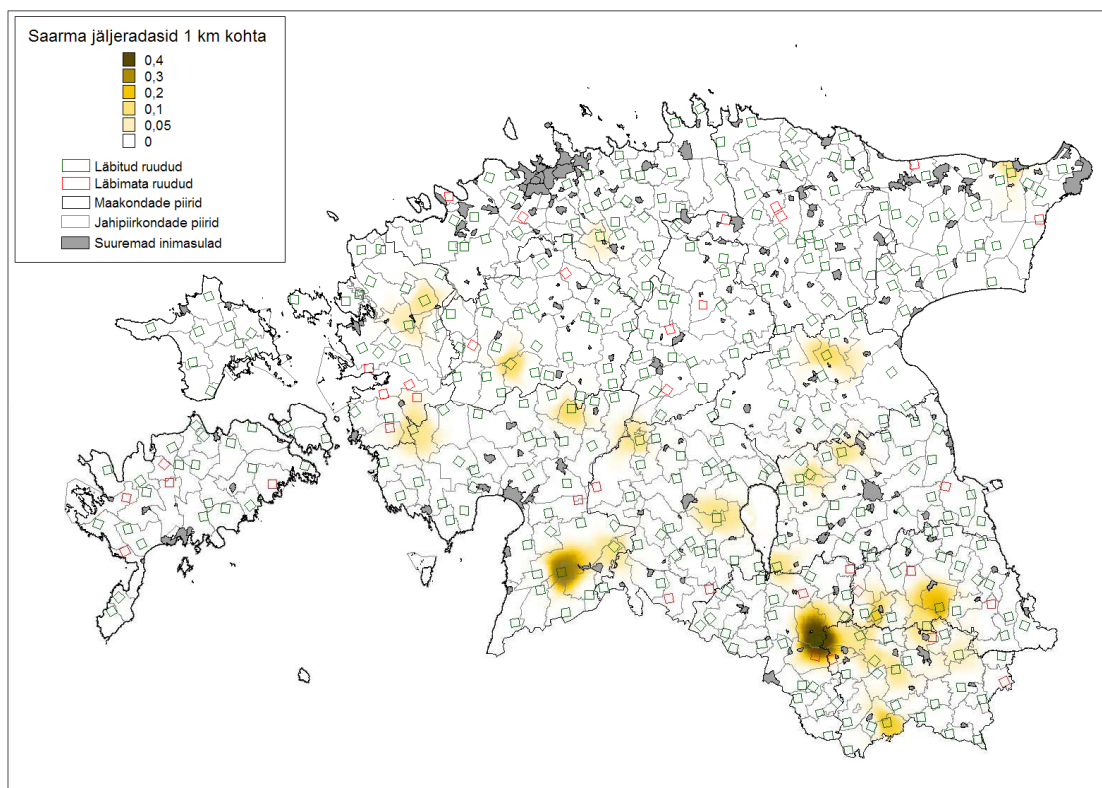 Saarma jäljeradasid 1 km kohta
0,4
0,3
0,2
0,1
0,05
0
Läbitud ruudud
Läbimata ruudud
Maakondade piirid
Jahipiirkondade piirid
Suuremad inimasulad